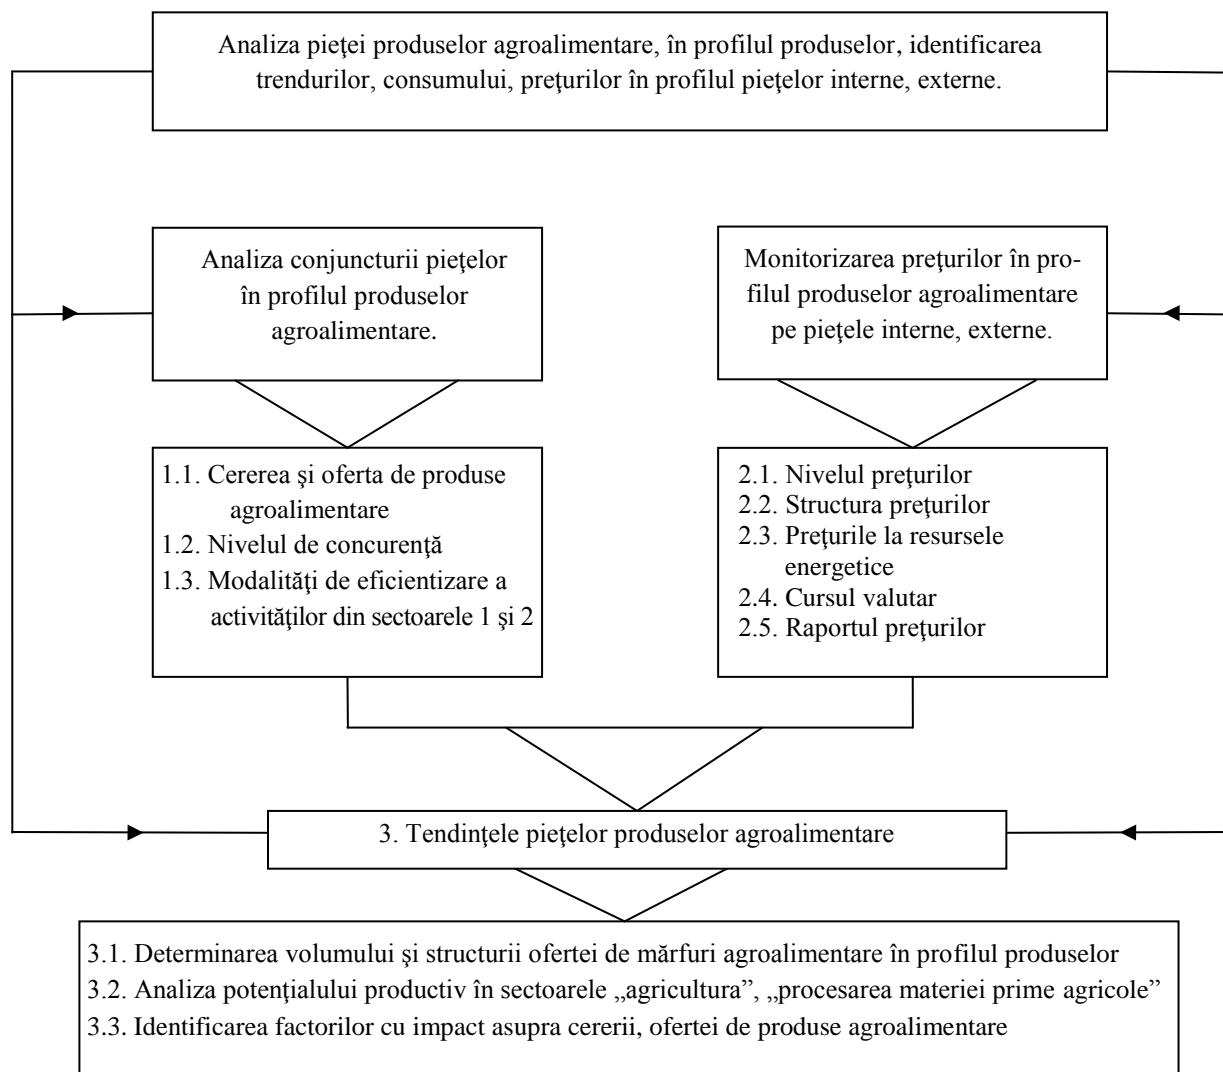 Analiza pieţei produselor agroalimentare, în profilul produselor, identificarea
trendurilor, consumului, preţurilor în profilul pieţelor interne, externe.
Analiza conjuncturii pieţelor
în profilul produselor
agroalimentare.
Monitorizarea preţurilor în pro-
filul produselor agroalimentare
pe pieţele interne, externe.
1.1. Cererea şi oferta de produse
agroalimentare
1.2. Nivelul de concurenţă
1.3. Modalităţi de eficientizare a
activităţilor din sectoarele 1 şi 2
2.1. Nivelul preţurilor
2.2. Structura preţurilor
2.3. Preţurile la resursele
energetice
2.4. Cursul valutar
2.5. Raportul preţurilor
3. Tendinţele pieţelor produselor agroalimentare
3.1. Determinarea volumului şi structurii ofertei de mărfuri agroalimentare în profilul produselor
3.2. Analiza potenţialului productiv în sectoarele „agricultura”, „procesarea materiei prime agricole”
3.3. Identificarea factorilor cu impact asupra cererii, ofertei de produse agroalimentare